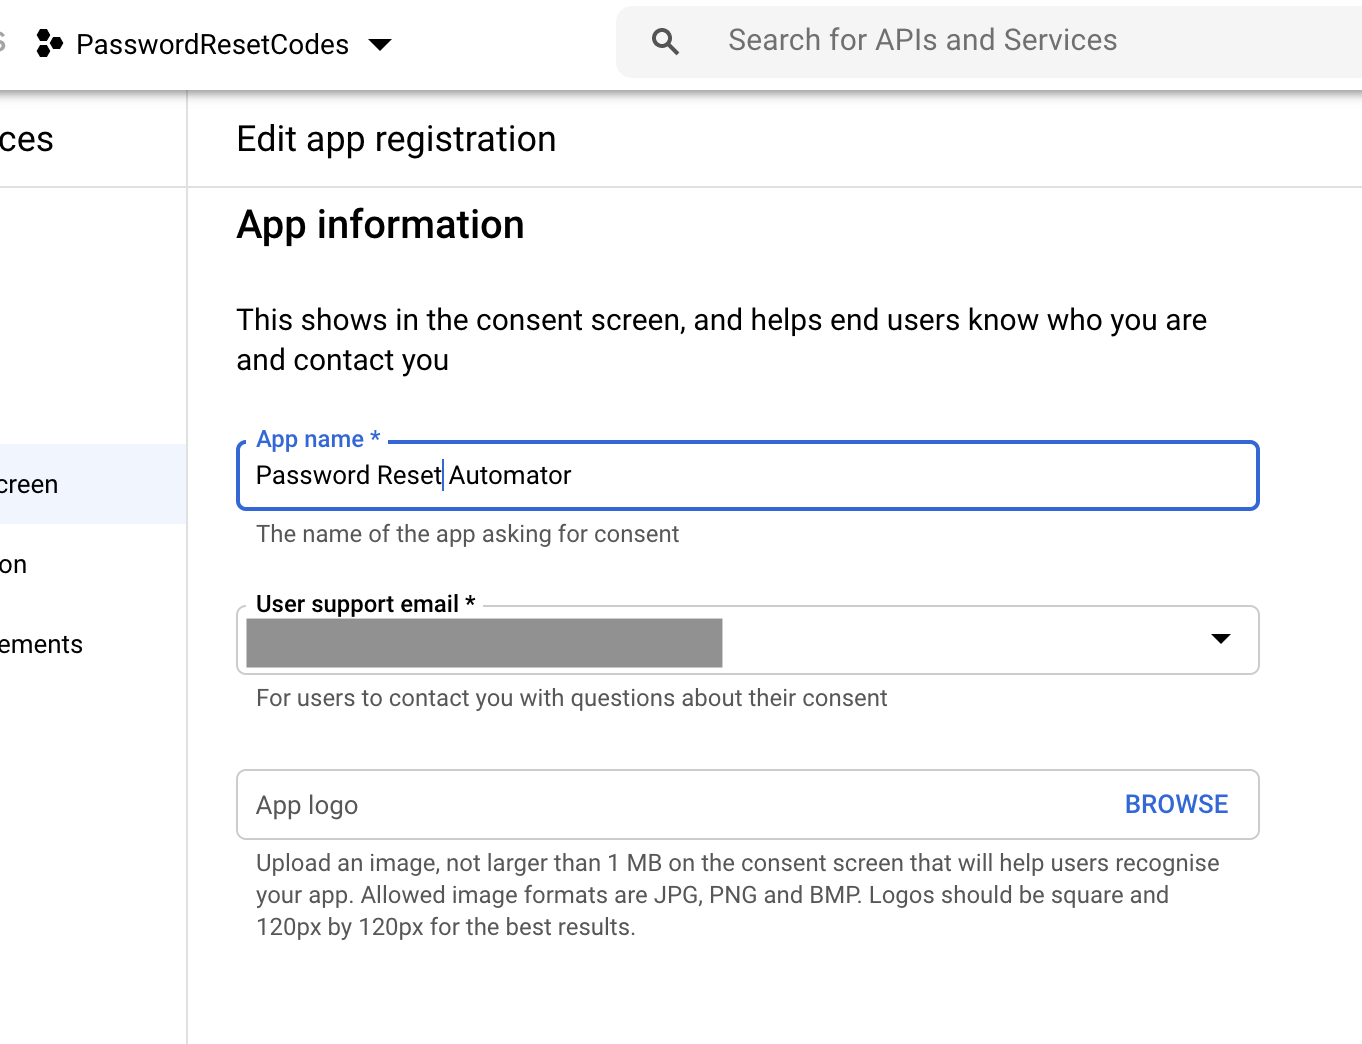 PasswordResetCodes
Search for APIs and Services
ces
Edit app registration
App information
This shows in the consent screen, and helps end users know who you are
and contact you
App name *
Password Reset Automator
creen
The name of the app asking for consent
on
User support email *
ements
For users to contact you with questions about their consent
App logo
BROWSE
Upload an image, not larger than 1 MB on the consent screen that will help users recognise
your app. Allowed image formats are JPG, PNG and BMP. Logos should be square and
120px by 120px for the best results.